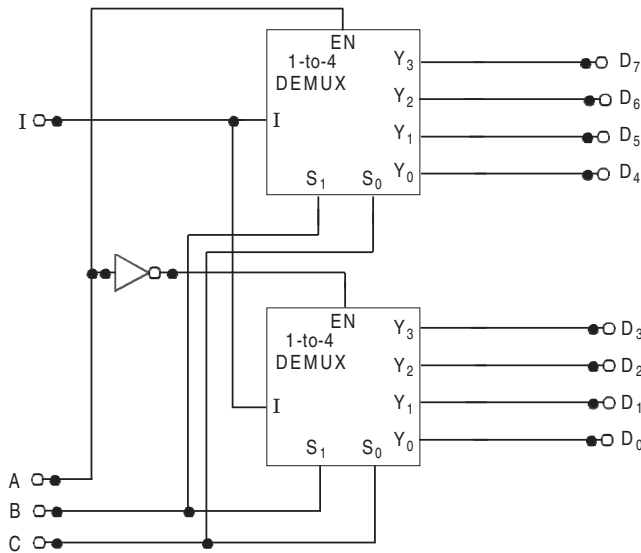 EN
1-to-4
DEMUX
Y₃ D₇
Y₂ D₆
I I Y₁ D₅
S₁ S₀ Y₀ D₄
EN
1-to-4
DEMUX
Y₃ D₃
Y₂ D₂
I Y₁ D₁
S₁ S₀ Y₀ D₀
A
B
C